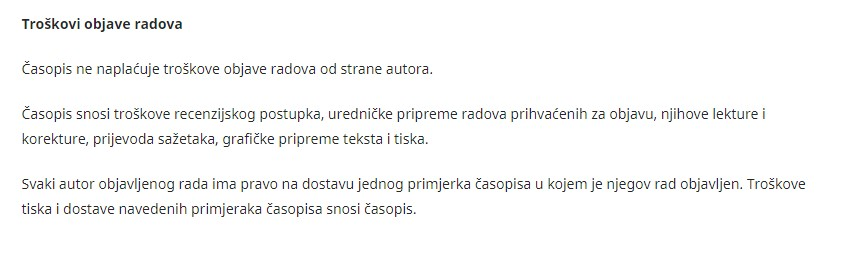 Troškovi objave radova
Časopis ne naplaćuje troškove objave radova od strane autora.
Časopis snosi troškove recenzijskog postupka, uredničke pripreme radova prihvaćenih za objavu, njihove lekture i
korekture, prijevoda sažetaka, grafičke pripreme teksta i tiska.
Svaki autor objavljenog rada ima pravo na dostavu jednog primjerka časopisa u kojem je njegov rad objavljen. Troškove
tiska i dostave navedenih primjeraka časopisa snosi časopis.